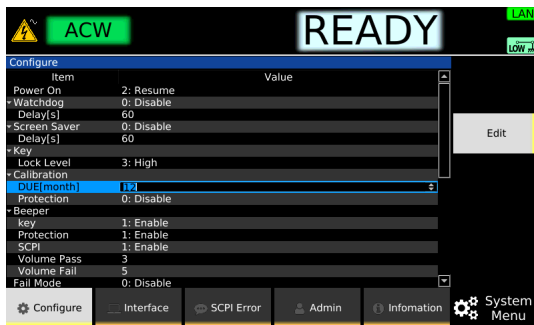 LAN
ACW
READY
LOW
Configure
Item Value
Power On 2: Resume
Watchdog 0: Disable
Delay[s] 60
Screen Saver 0: Disable
Delay[s] 60
Edit
Key
Lock Level 3: High
Calibration
DUE[month] 12
Protection 0: Disable
Beeper
key 1: Enable
Protection 1: Enable
SCPI 1: Enable
Volume Pass 3
Volume Fail 5
Fail Mode 0: Disable
Configure Interface SCPI Error Admin Infomation System
Menu